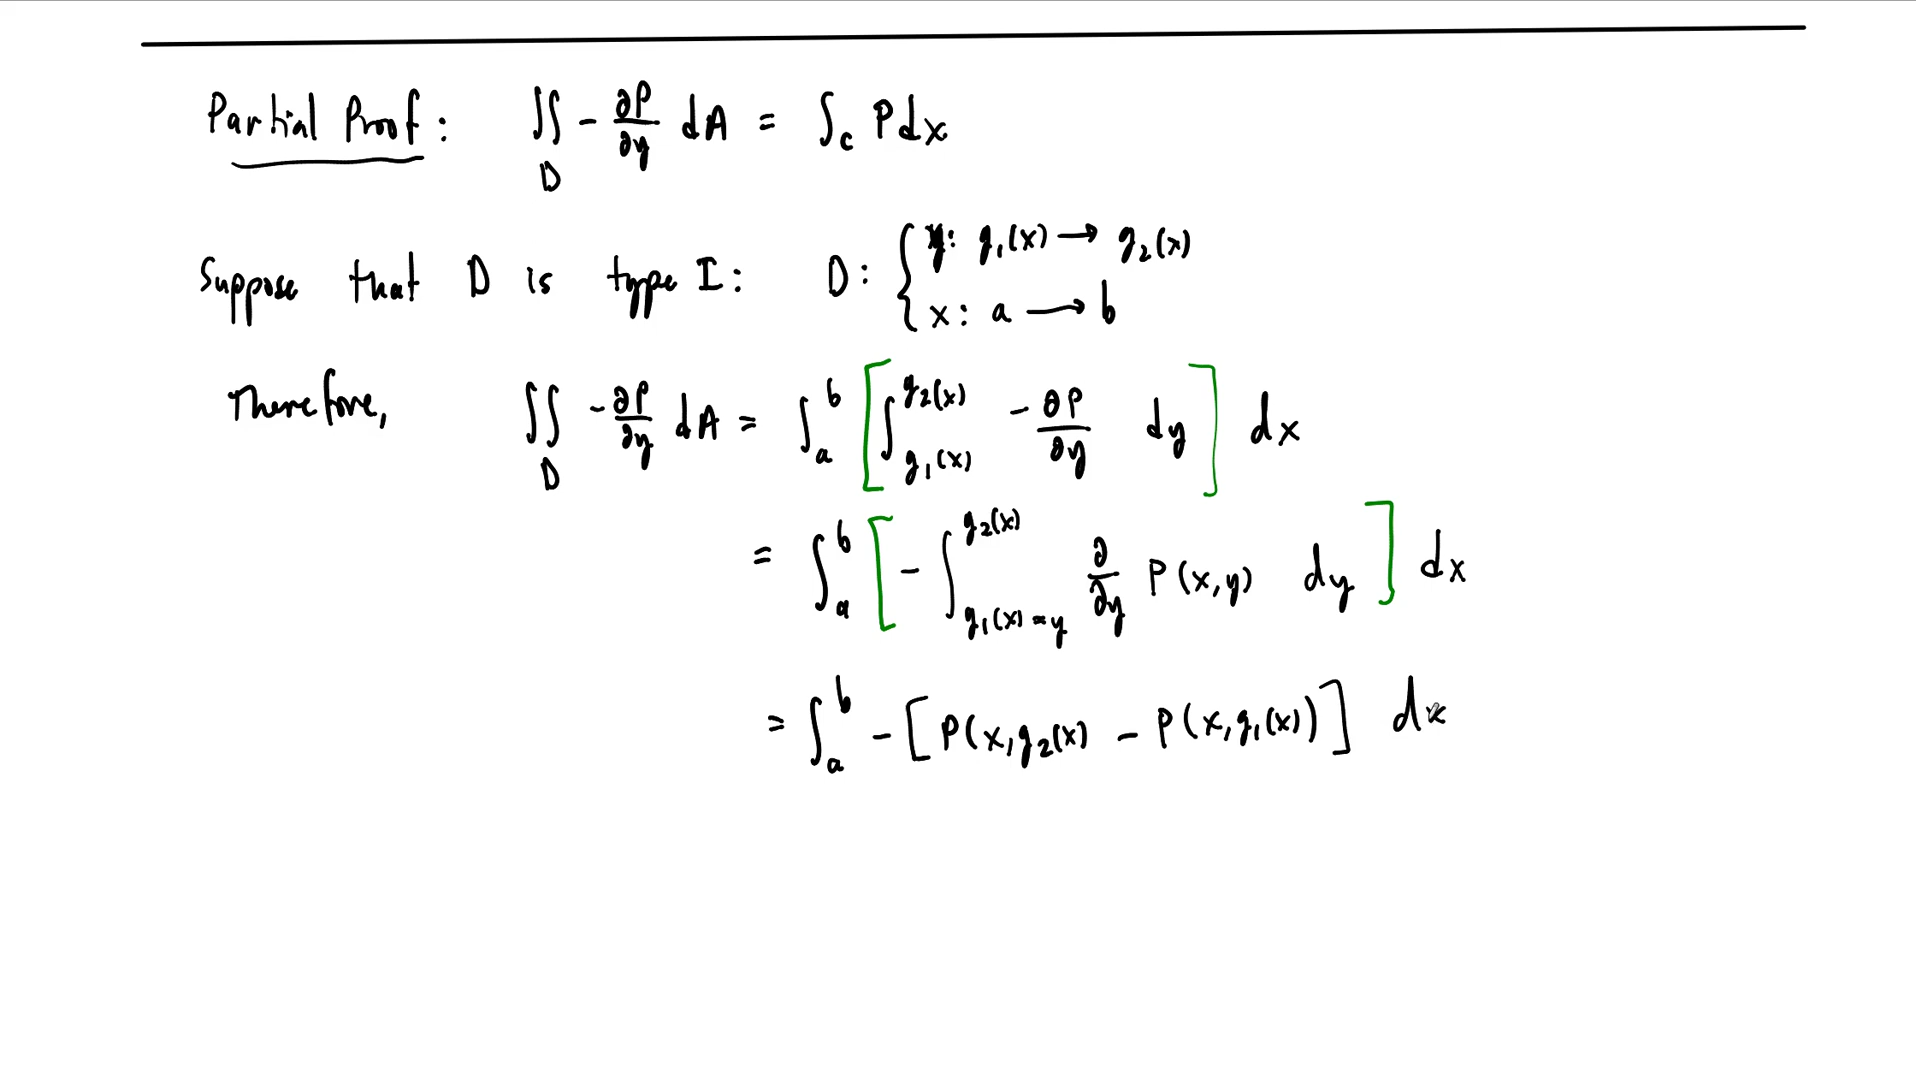 Partial Proof: ∬_D - ∂P/∂y dA = ∫_C P dx
Suppose that D is type I: D: { y: g₁(x) → g₂(x)
x: a → b
Therefore, ∬_D -∂P/∂y dA = ∫_a^b [ ∫_{g₁(x)}^{g₂(x)} - ∂P/∂y dy ] dx
= ∫_a^b [ - ∫_{g₁(x)=y}^{g₂(x)} ∂/∂y P(x,y) dy ] dx
= ∫_a^b - [ P(x,g₂(x) - P(x,g₁(x)) ] dx